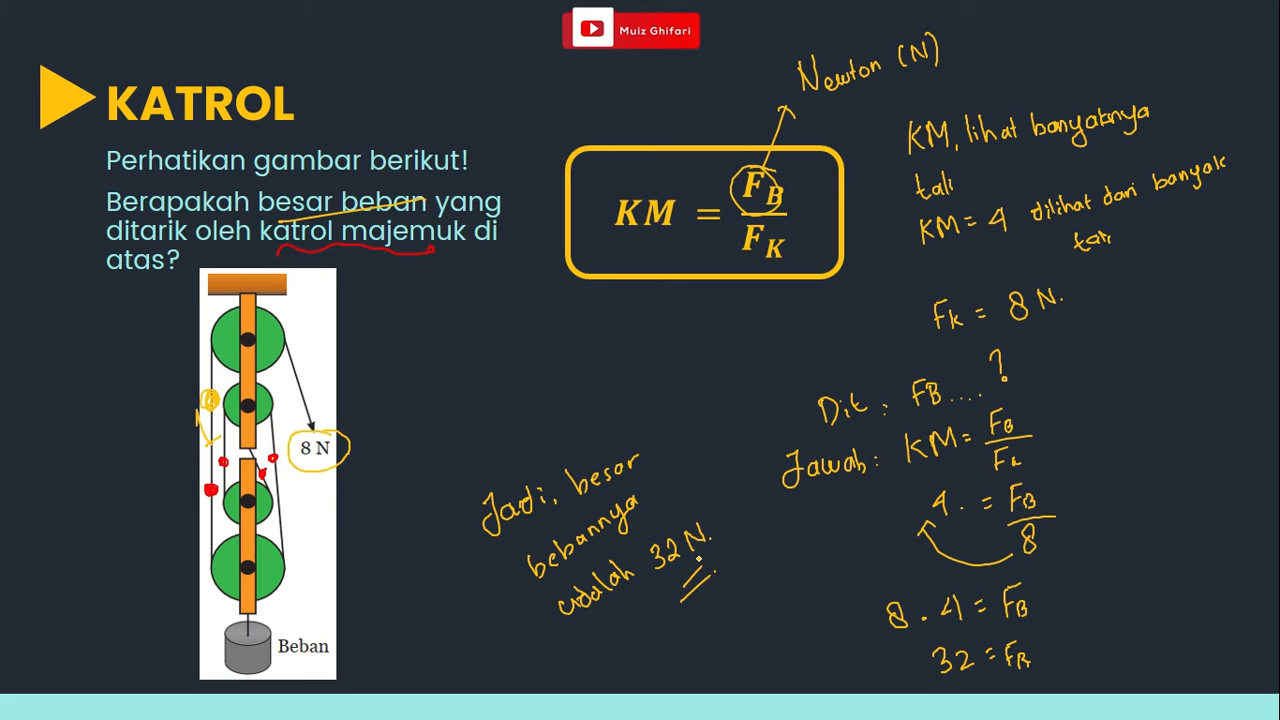 Muiz Ghifari
KATROL
Perhatikan gambar berikut!
Berapakah besar beban yang
ditarik oleh katrol majemuk di
atas?
8 N
Beban
KM = F_B / F_K
Newton (N)
KM, lihat banyaknya
tali
KM = 4 dilihat dari banyak
tali
Fk = 8 N.
Dit : FB.... ?
Jawab : KM = FB / Fk
4. = FB / 8
8 . 4 = FB
32 = FB
Jadi, besar
bebannya
adalah 32 N.